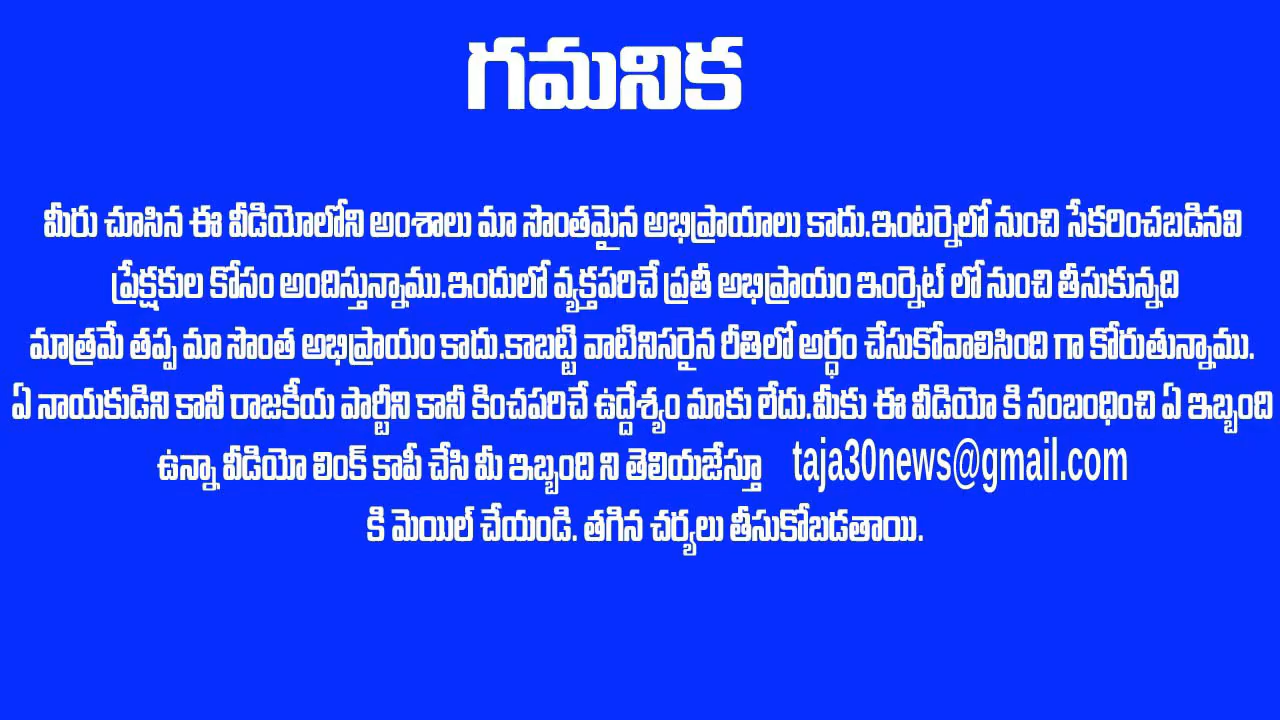 గమనిక
మీరు చూసిన ఈ వీడియోలోని అంశాలు మా సొంతమైన అభిప్రాయాలు కాదు.ఇంటర్నెలో నుంచి సేకరించబడినవి
ప్రేక్షకుల కోసం అందిస్తున్నాము.ఇందులో వ్యక్తపరిచే ప్రతీ అభిప్రాయం ఇంర్నెట్ లో నుంచి తీసుకున్నది
మాత్రమే తప్ప మా సొంత అభిప్రాయం కాదు.కాబట్టి వాటినిసరైన రీతిలో అర్ధం చేసుకోవాలిసింది గా కోరుతున్నాము.
ఏ నాయకుడిని కానీ రాజకీయ పార్టీని కానీ కించపరిచే ఉద్దేశ్యం మాకు లేదు.మీకు ఈ వీడియో కి సంబంధించి ఏ ఇబ్బంది
ఉన్నా వీడియో లింక్ కాపీ చేసి మీ ఇబ్బంది ని తెలియజేస్తూ taja30news@gmail.com
కి మెయిల్ చేయండి. తగిన చర్యలు తీసుకోబడతాయి.